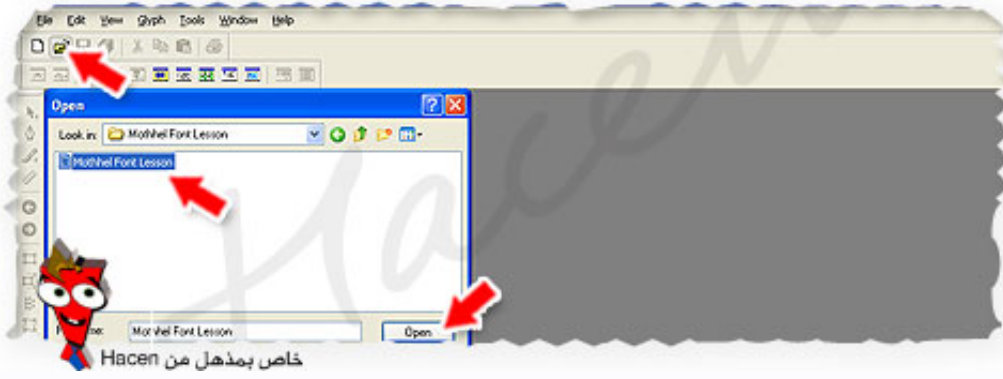 File Edit View Glyph Tools Window Help
Open
Look in: Mothhel Font Lesson
Mothhel Font Lesson
Mothhel Font Lesson Open
خاص بمذهل من Hacen
Hacen